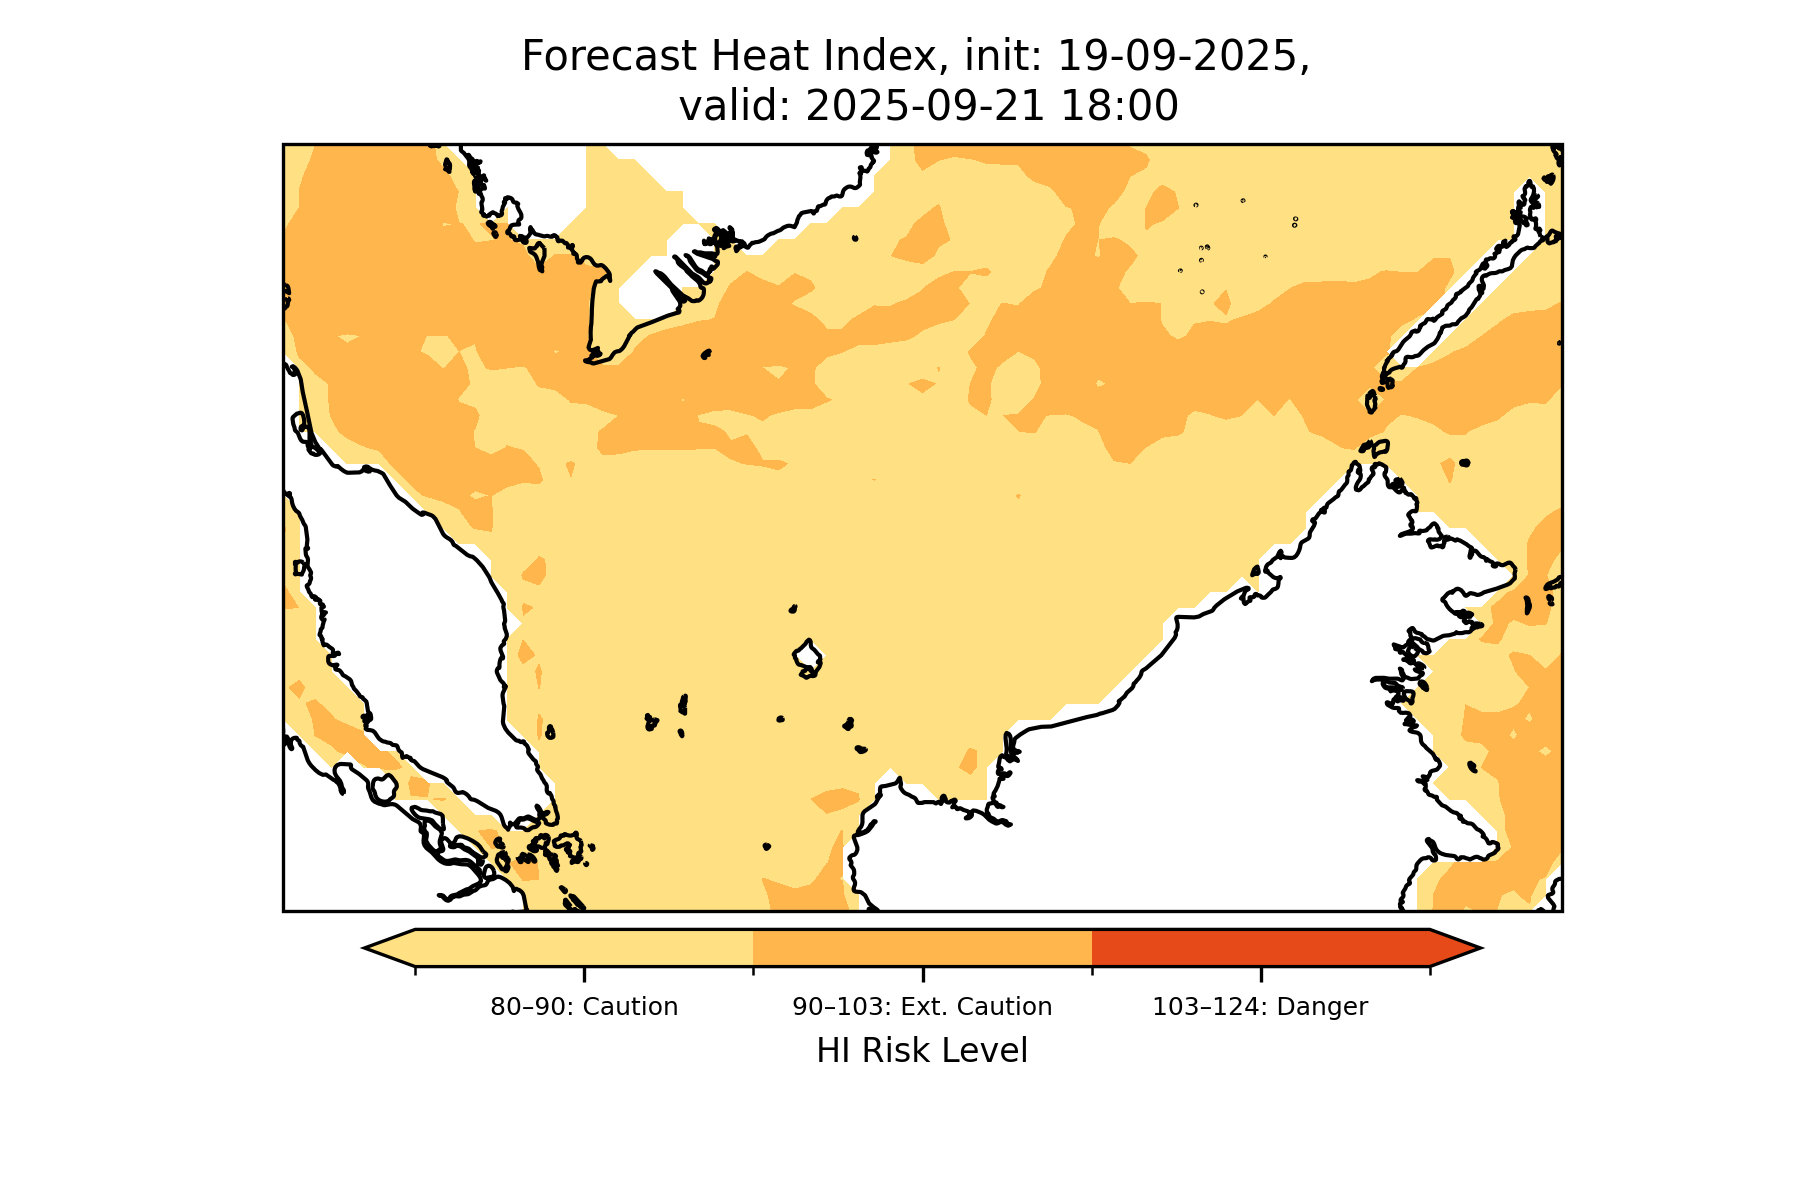 Forecast Heat Index, init: 19-09-2025,
valid: 2025-09-21 18:00
80–90: Caution
90–103: Ext. Caution
103–124: Danger
HI Risk Level